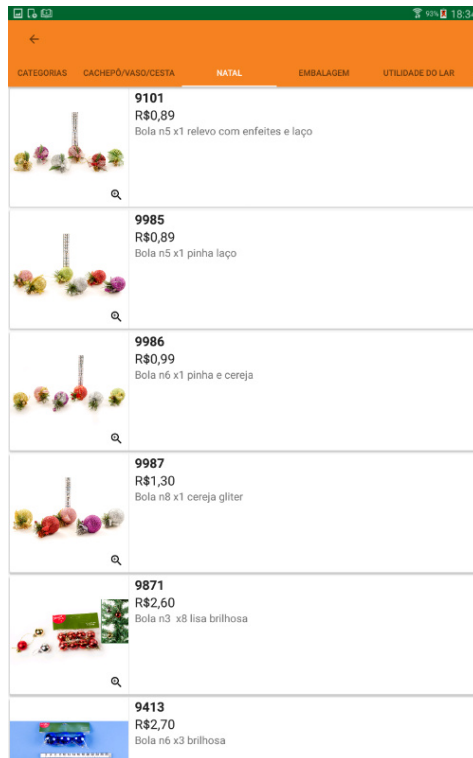 93% 18:34
CATEGORIAS CACHEPÔ/VASO/CESTA NATAL EMBALAGEM UTILIDADE DO LAR
9101
R$0,89
Bola n5 x1 relevo com enfeites e laço
9985
R$0,89
Bola n5 x1 pinha laço
9986
R$0,99
Bola n6 x1 pinha e cereja
9987
R$1,30
Bola n8 x1 cereja gliter
9871
R$2,60
Bola n3 x8 lisa brilhosa
9413
R$2,70
Bola n6 x3 brilhosa